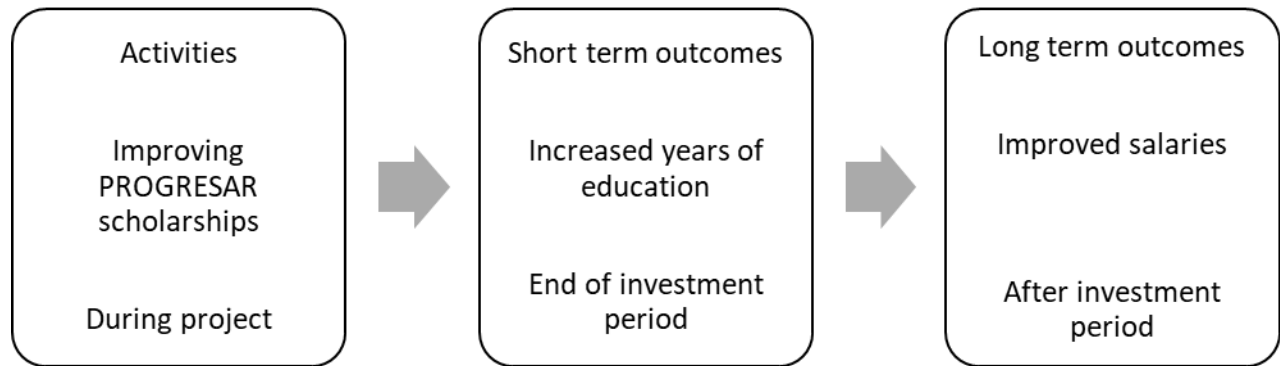 Activities
Improving
PROGRESAR
scholarships
During project
Short term outcomes
Increased years of
education
End of investment
period
Long term outcomes
Improved salaries
After investment
period